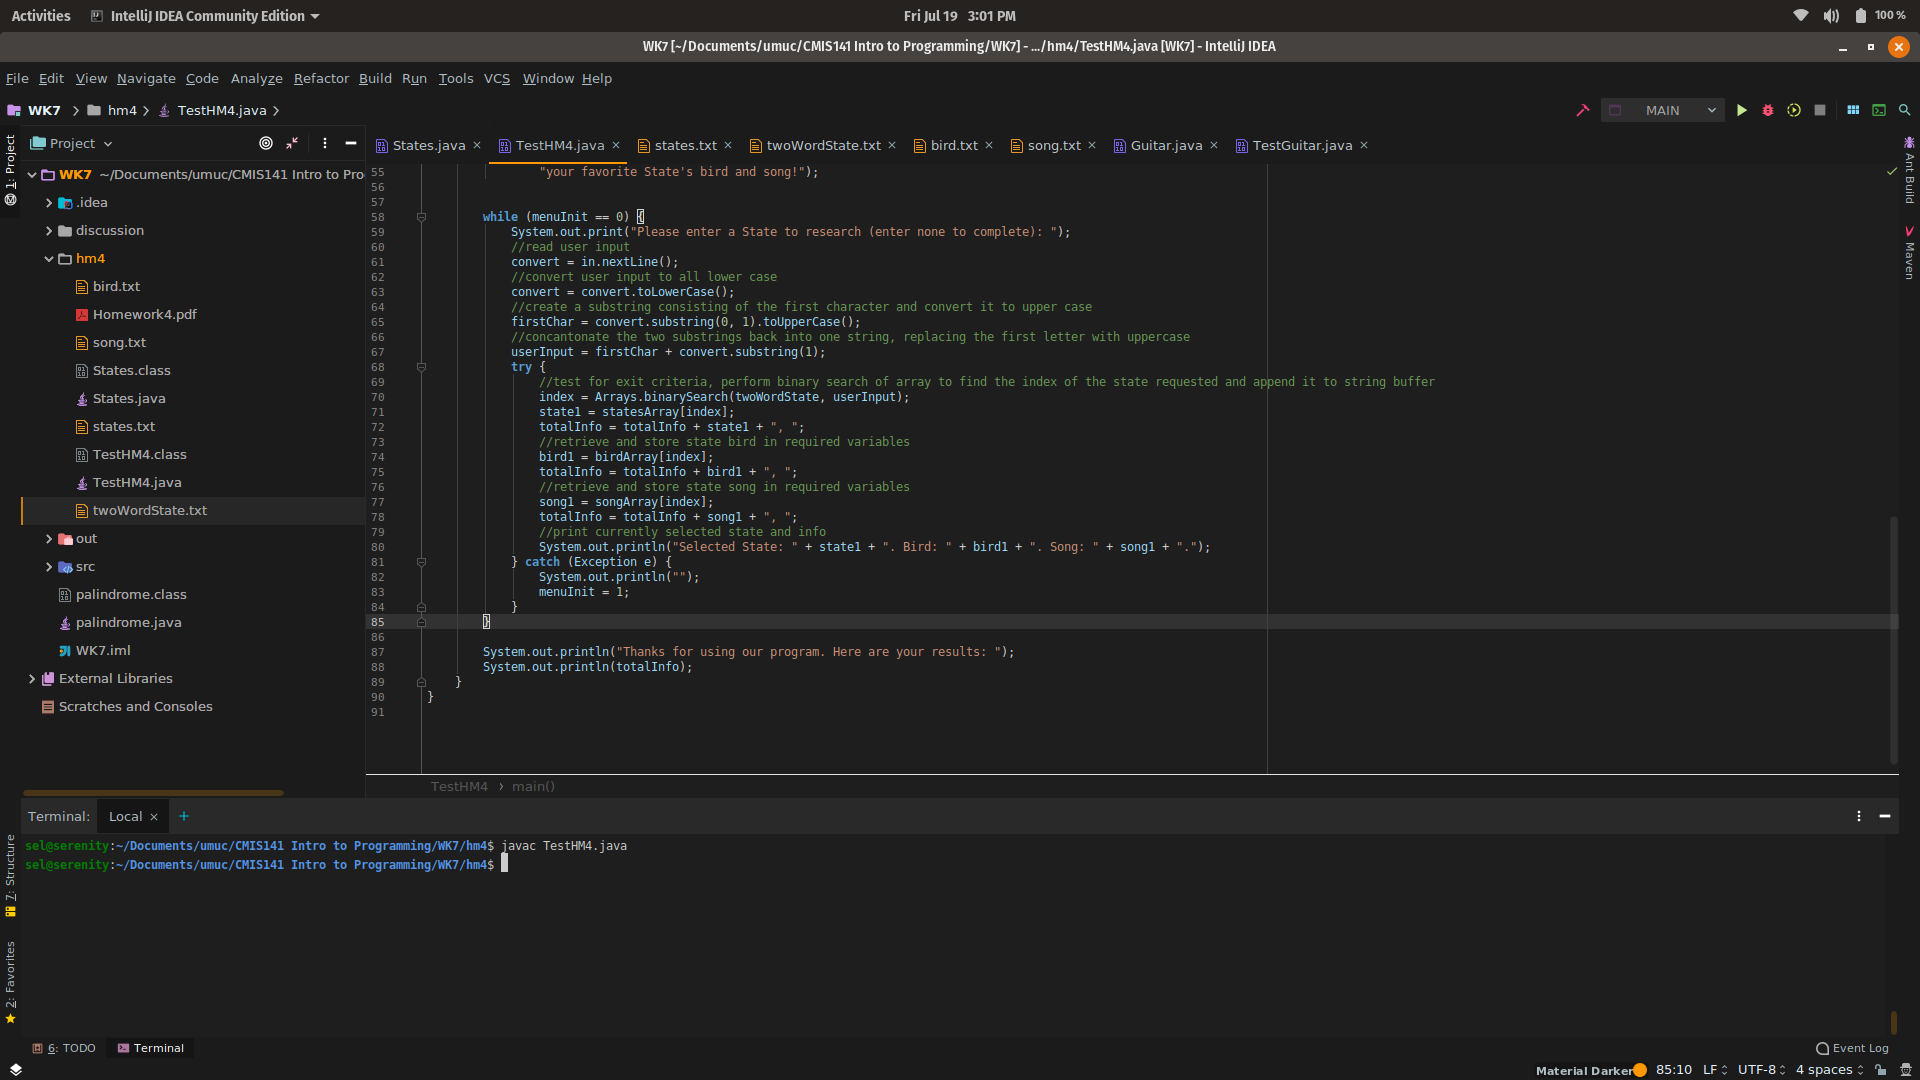 Activities IntelliJ IDEA Community Edition Fri Jul 19 3:01 PM 100 %
WK7 [~/Documents/umuc/CMIS141 Intro to Programming/WK7] - .../hm4/TestHM4.java [WK7] - IntelliJ IDEA
File Edit View Navigate Code Analyze Refactor Build Run Tools VCS Window Help
WK7 hm4 TestHM4.java MAIN
1: Project
Project
WK7 ~/Documents/umuc/CMIS141 Intro to Pro
.idea
discussion
hm4
bird.txt
Homework4.pdf
song.txt
States.class
States.java
states.txt
TestHM4.class
TestHM4.java
twoWordState.txt
out
src
palindrome.class
palindrome.java
WK7.iml
External Libraries
Scratches and Consoles
States.java TestHM4.java states.txt twoWordState.txt bird.txt song.txt Guitar.java TestGuitar.java
55 "your favorite State's bird and song!");
56
57
58 while (menuInit == 0) {
59 System.out.print("Please enter a State to research (enter none to complete): ");
60 //read user input
61 convert = in.nextLine();
62 //convert user input to all lower case
63 convert = convert.toLowerCase();
64 //create a substring consisting of the first character and convert it to upper case
65 firstChar = convert.substring(0, 1).toUpperCase();
66 //concantonate the two substrings back into one string, replacing the first letter with uppercase
67 userInput = firstChar + convert.substring(1);
68 try {
69 //test for exit criteria, perform binary search of array to find the index of the state requested and append it to string buffer
70 index = Arrays.binarySearch(twoWordState, userInput);
71 state1 = statesArray[index];
72 totalInfo = totalInfo + state1 + ", ";
73 //retrieve and store state bird in required variables
74 bird1 = birdArray[index];
75 totalInfo = totalInfo + bird1 + ", ";
76 //retrieve and store state song in required variables
77 song1 = songArray[index];
78 totalInfo = totalInfo + song1 + ", ";
79 //print currently selected state and info
80 System.out.println("Selected State: " + state1 + ". Bird: " + bird1 + ". Song: " + song1 + ".");
81 } catch (Exception e) {
82 System.out.println("");
83 menuInit = 1;
84 }
85 }
86
87 System.out.println("Thanks for using our program. Here are your results: ");
88 System.out.println(totalInfo);
89 }
90 }
91
TestHM4 main()
Ant Build
Maven
Terminal: Local
sel@serenity:~/Documents/umuc/CMIS141 Intro to Programming/WK7/hm4$ javac TestHM4.java
sel@serenity:~/Documents/umuc/CMIS141 Intro to Programming/WK7/hm4$
7: Structure
2: Favorites
6: TODO Terminal Event Log
Material Darker 85:10 LF UTF-8 4 spaces